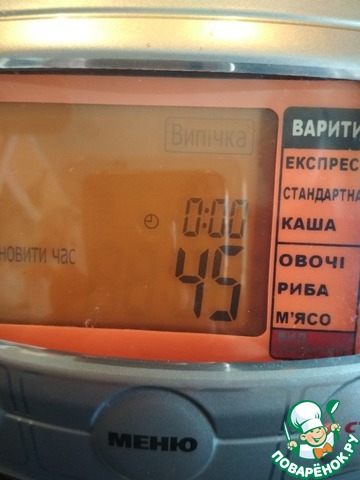 Випічка
0:00
новити час
45
ВАРИТИ
ЕКСПРЕС
СТАНДАРТНА
КАША
ОВОЧІ
РИБА
М'ЯСО
МЕНЮ
ПОВАРЁНОК.РУ